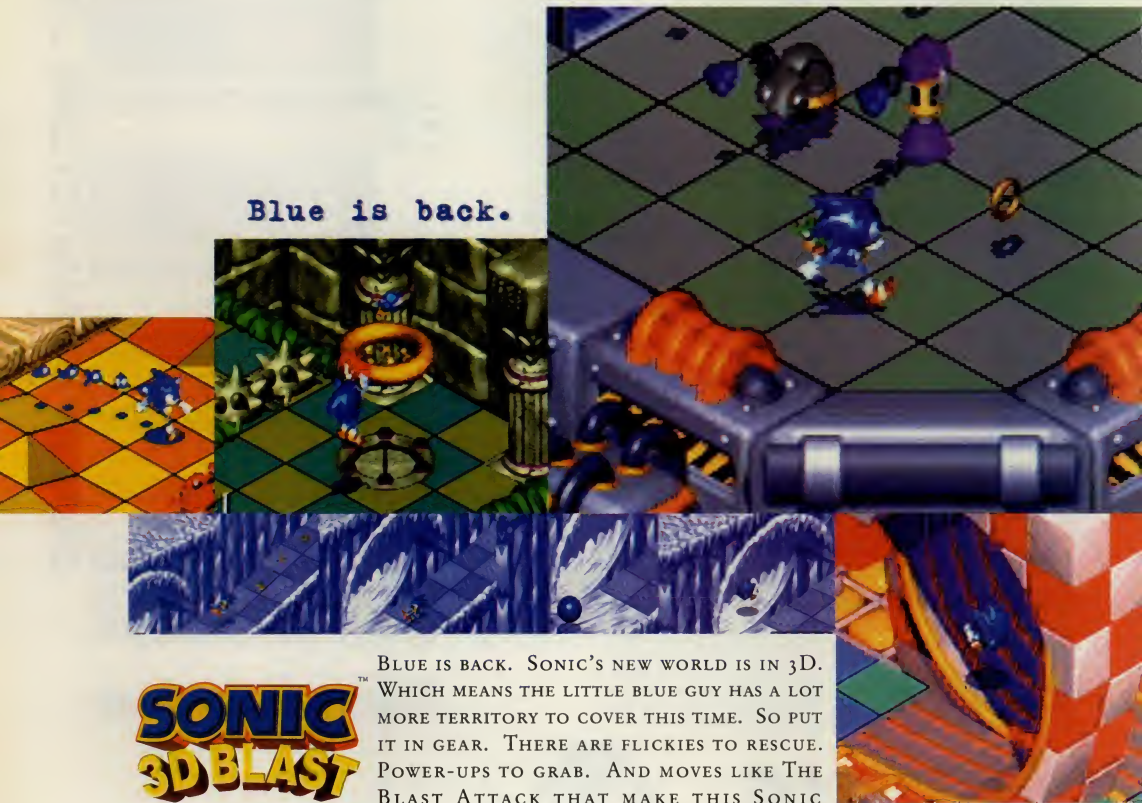 Blue is back.
SONIC™
3D BLAST
BLUE IS BACK. SONIC'S NEW WORLD IS IN 3D.
WHICH MEANS THE LITTLE BLUE GUY HAS A LOT
MORE TERRITORY TO COVER THIS TIME. SO PUT
IT IN GEAR. THERE ARE FLICKIES TO RESCUE.
POWER-UPS TO GRAB. AND MOVES LIKE THE
BLAST ATTACK THAT MAKE THIS SONIC